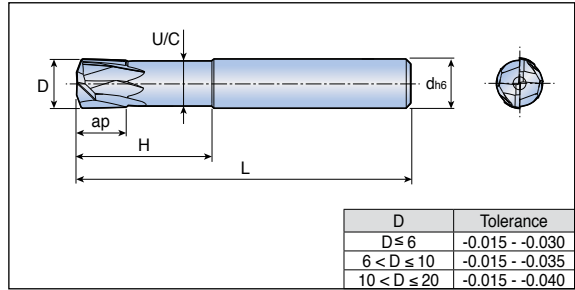 U/C
D
dh6
ap
H
L
D Tolerance
D ≤ 6 -0.015 - -0.030
6 < D ≤ 10 -0.015 - -0.035
10 < D ≤ 20 -0.015 - -0.040